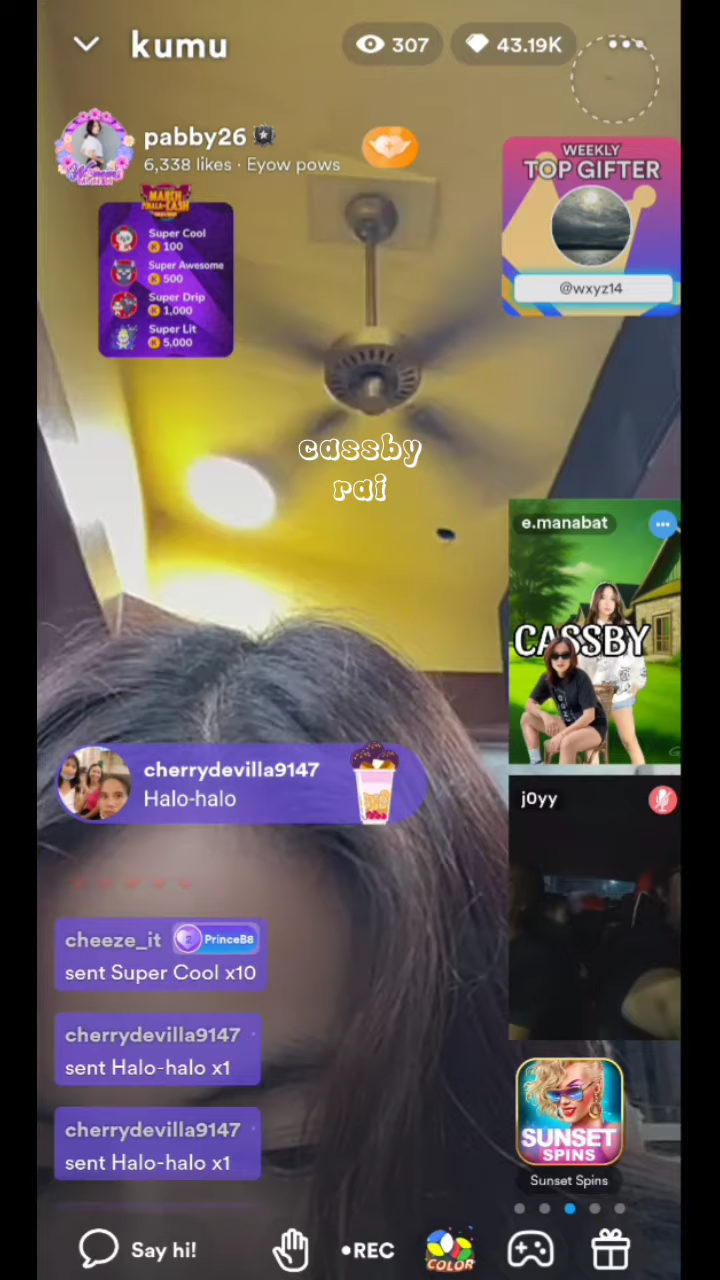 kumu
307
43.19K
pabby26
6,338 likes · Eyow pows
WEEKLY
TOP GIFTER
@wxyz14
MARCH
Super Cool
100
Super Awesome
500
Super Drip
1,000
Super Lit
5,000
cassby
rai
e.manabat
CASSBY
cherrydevilla9147
Halo-halo
j0yy
cheeze_it
2 PrinceB8
sent Super Cool x10
cherrydevilla9147
sent Halo-halo x1
cherrydevilla9147
sent Halo-halo x1
SUNSET
SPINS
Sunset Spins
Say hi!
•REC
COLOR